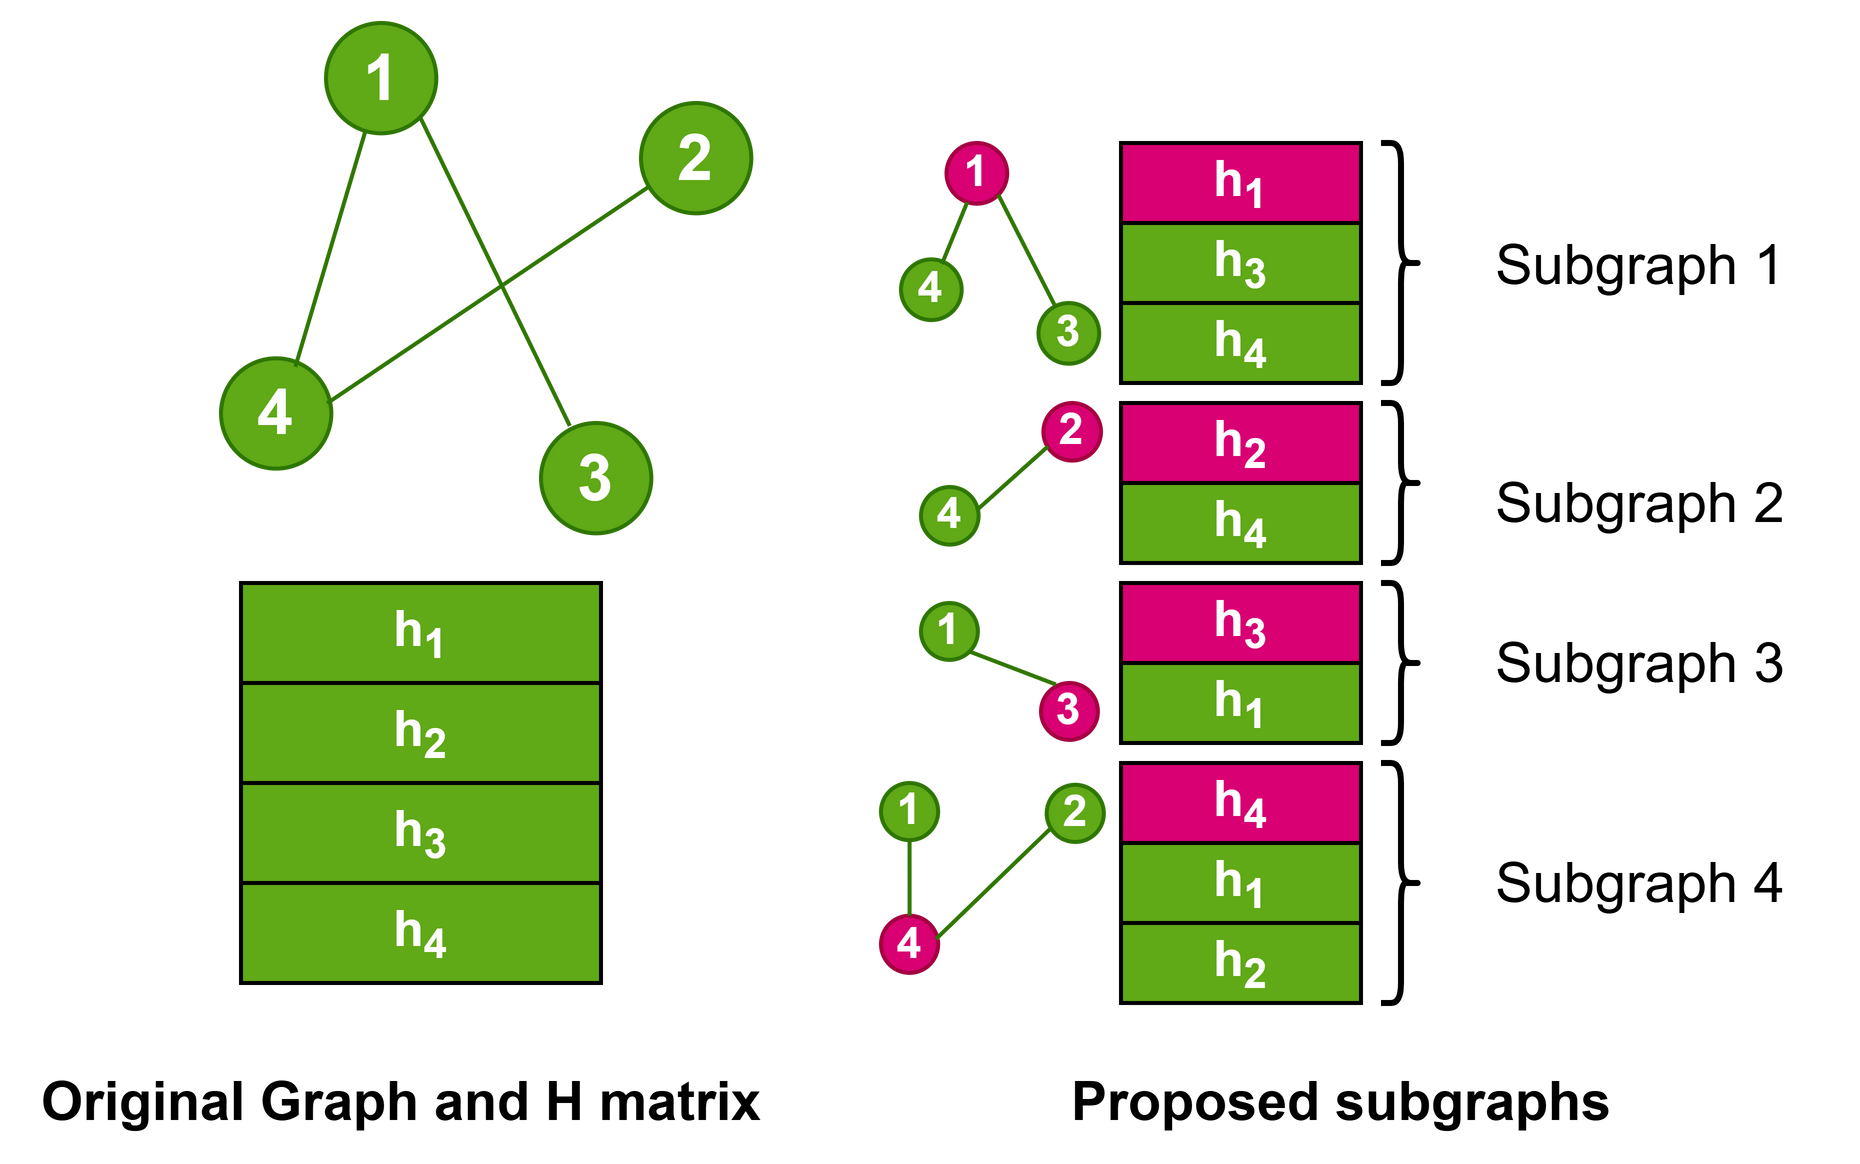 1
2
4
3
h1
h2
h3
h4
Original Graph and H matrix
1
4
3
h1
h3
h4
Subgraph 1
2
4
h2
h4
Subgraph 2
1
3
h3
h1
Subgraph 3
1
2
4
h4
h1
h2
Subgraph 4
Proposed subgraphs